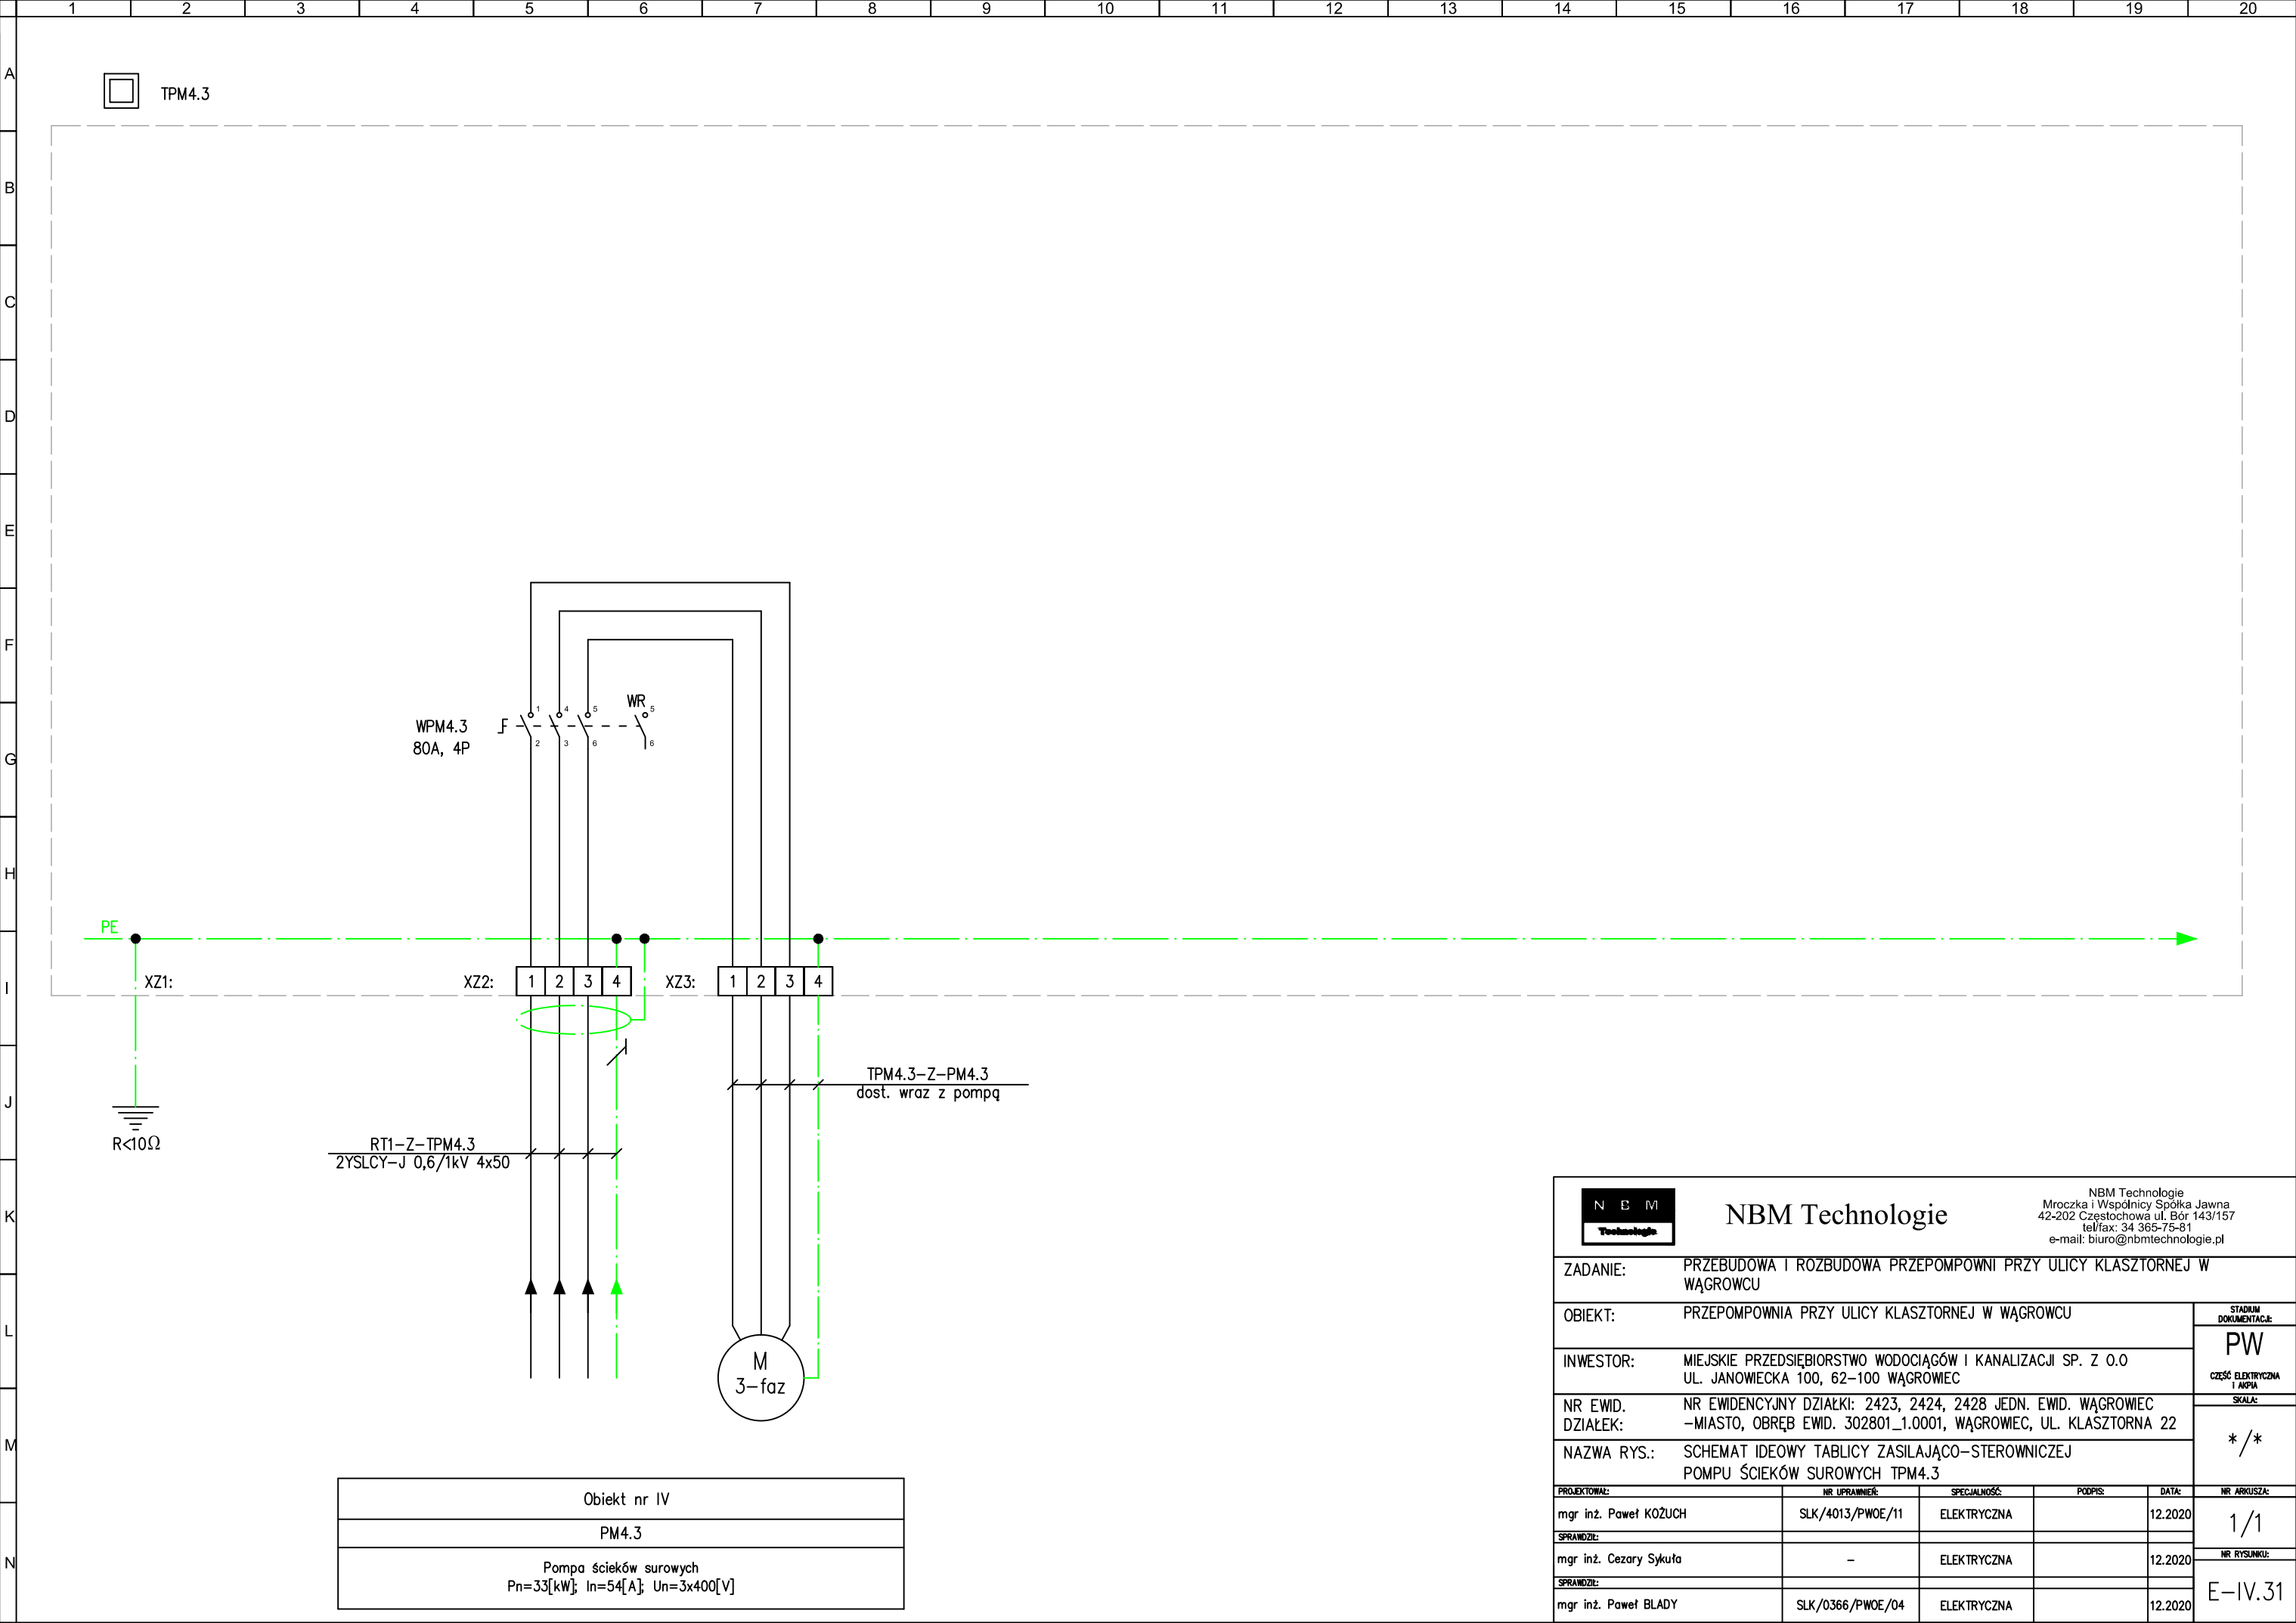 1 2 3 4 5 6 7 8 9 10 11 12 13 14 15 16 17 18 19 20
A
B
C
D
E
F
G
H
I
J
K
L
M
N
TPM4.3
WR
WPM4.3
80A, 4P
1 4 5 5
2 3 6 6
PE
XZ1:
XZ2: 1 2 3 4
XZ3: 1 2 3 4
R<10Ω
TPM4.3-Z-PM4.3
dost. wraz z pompą
RT1-Z-TPM4.3
2YSLCY-J 0,6/1kV 4x50
M
3-faz
Obiekt nr IV
PM4.3
Pompa ścieków surowych
Pn=33[kW]; In=54[A]; Un=3x400[V]
N B M
Technologie
NBM Technologie
NBM Technologie
Mroczka i Wspólnicy Spółka Jawna
42-202 Częstochowa ul. Bór 143/157
tel/fax: 34 365-75-81
e-mail: biuro@nbmtechnologie.pl
ZADANIE: PRZEBUDOWA I ROZBUDOWA PRZEPOMPOWNI PRZY ULICY KLASZTORNEJ W
WĄGROWCU
OBIEKT: PRZEPOMPOWNIA PRZY ULICY KLASZTORNEJ W WĄGROWCU
STADIUM
DOKUMENTACJI:
PW
CZĘŚĆ ELEKTRYCZNA
I AKPIA
INWESTOR: MIEJSKIE PRZEDSIĘBIORSTWO WODOCIĄGÓW I KANALIZACJI SP. Z O.O
UL. JANOWIECKA 100, 62-100 WĄGROWIEC
NR EWID.
DZIAŁEK:
NR EWIDENCYJNY DZIAŁKI: 2423, 2424, 2428 JEDN. EWID. WĄGROWIEC
-MIASTO, OBRĘB EWID. 302801_1.0001, WĄGROWIEC, UL. KLASZTORNA 22
SKALA:
*/*
NAZWA RYS.: SCHEMAT IDEOWY TABLICY ZASILAJĄCO-STEROWNICZEJ
POMPU ŚCIEKÓW SUROWYCH TPM4.3
PROJEKTOWAŁ: NR UPRAWNIEŃ: SPECJALNOŚĆ: PODPIS: DATA: NR ARKUSZA:
mgr inż. Paweł KOŻUCH SLK/4013/PWOE/11 ELEKTRYCZNA 12.2020
1/1
SPRAWDZIŁ:
mgr inż. Cezary Sykuła - ELEKTRYCZNA 12.2020
NR RYSUNKU:
SPRAWDZIŁ:
mgr inż. Paweł BLADY SLK/0366/PWOE/04 ELEKTRYCZNA 12.2020
E-IV.31